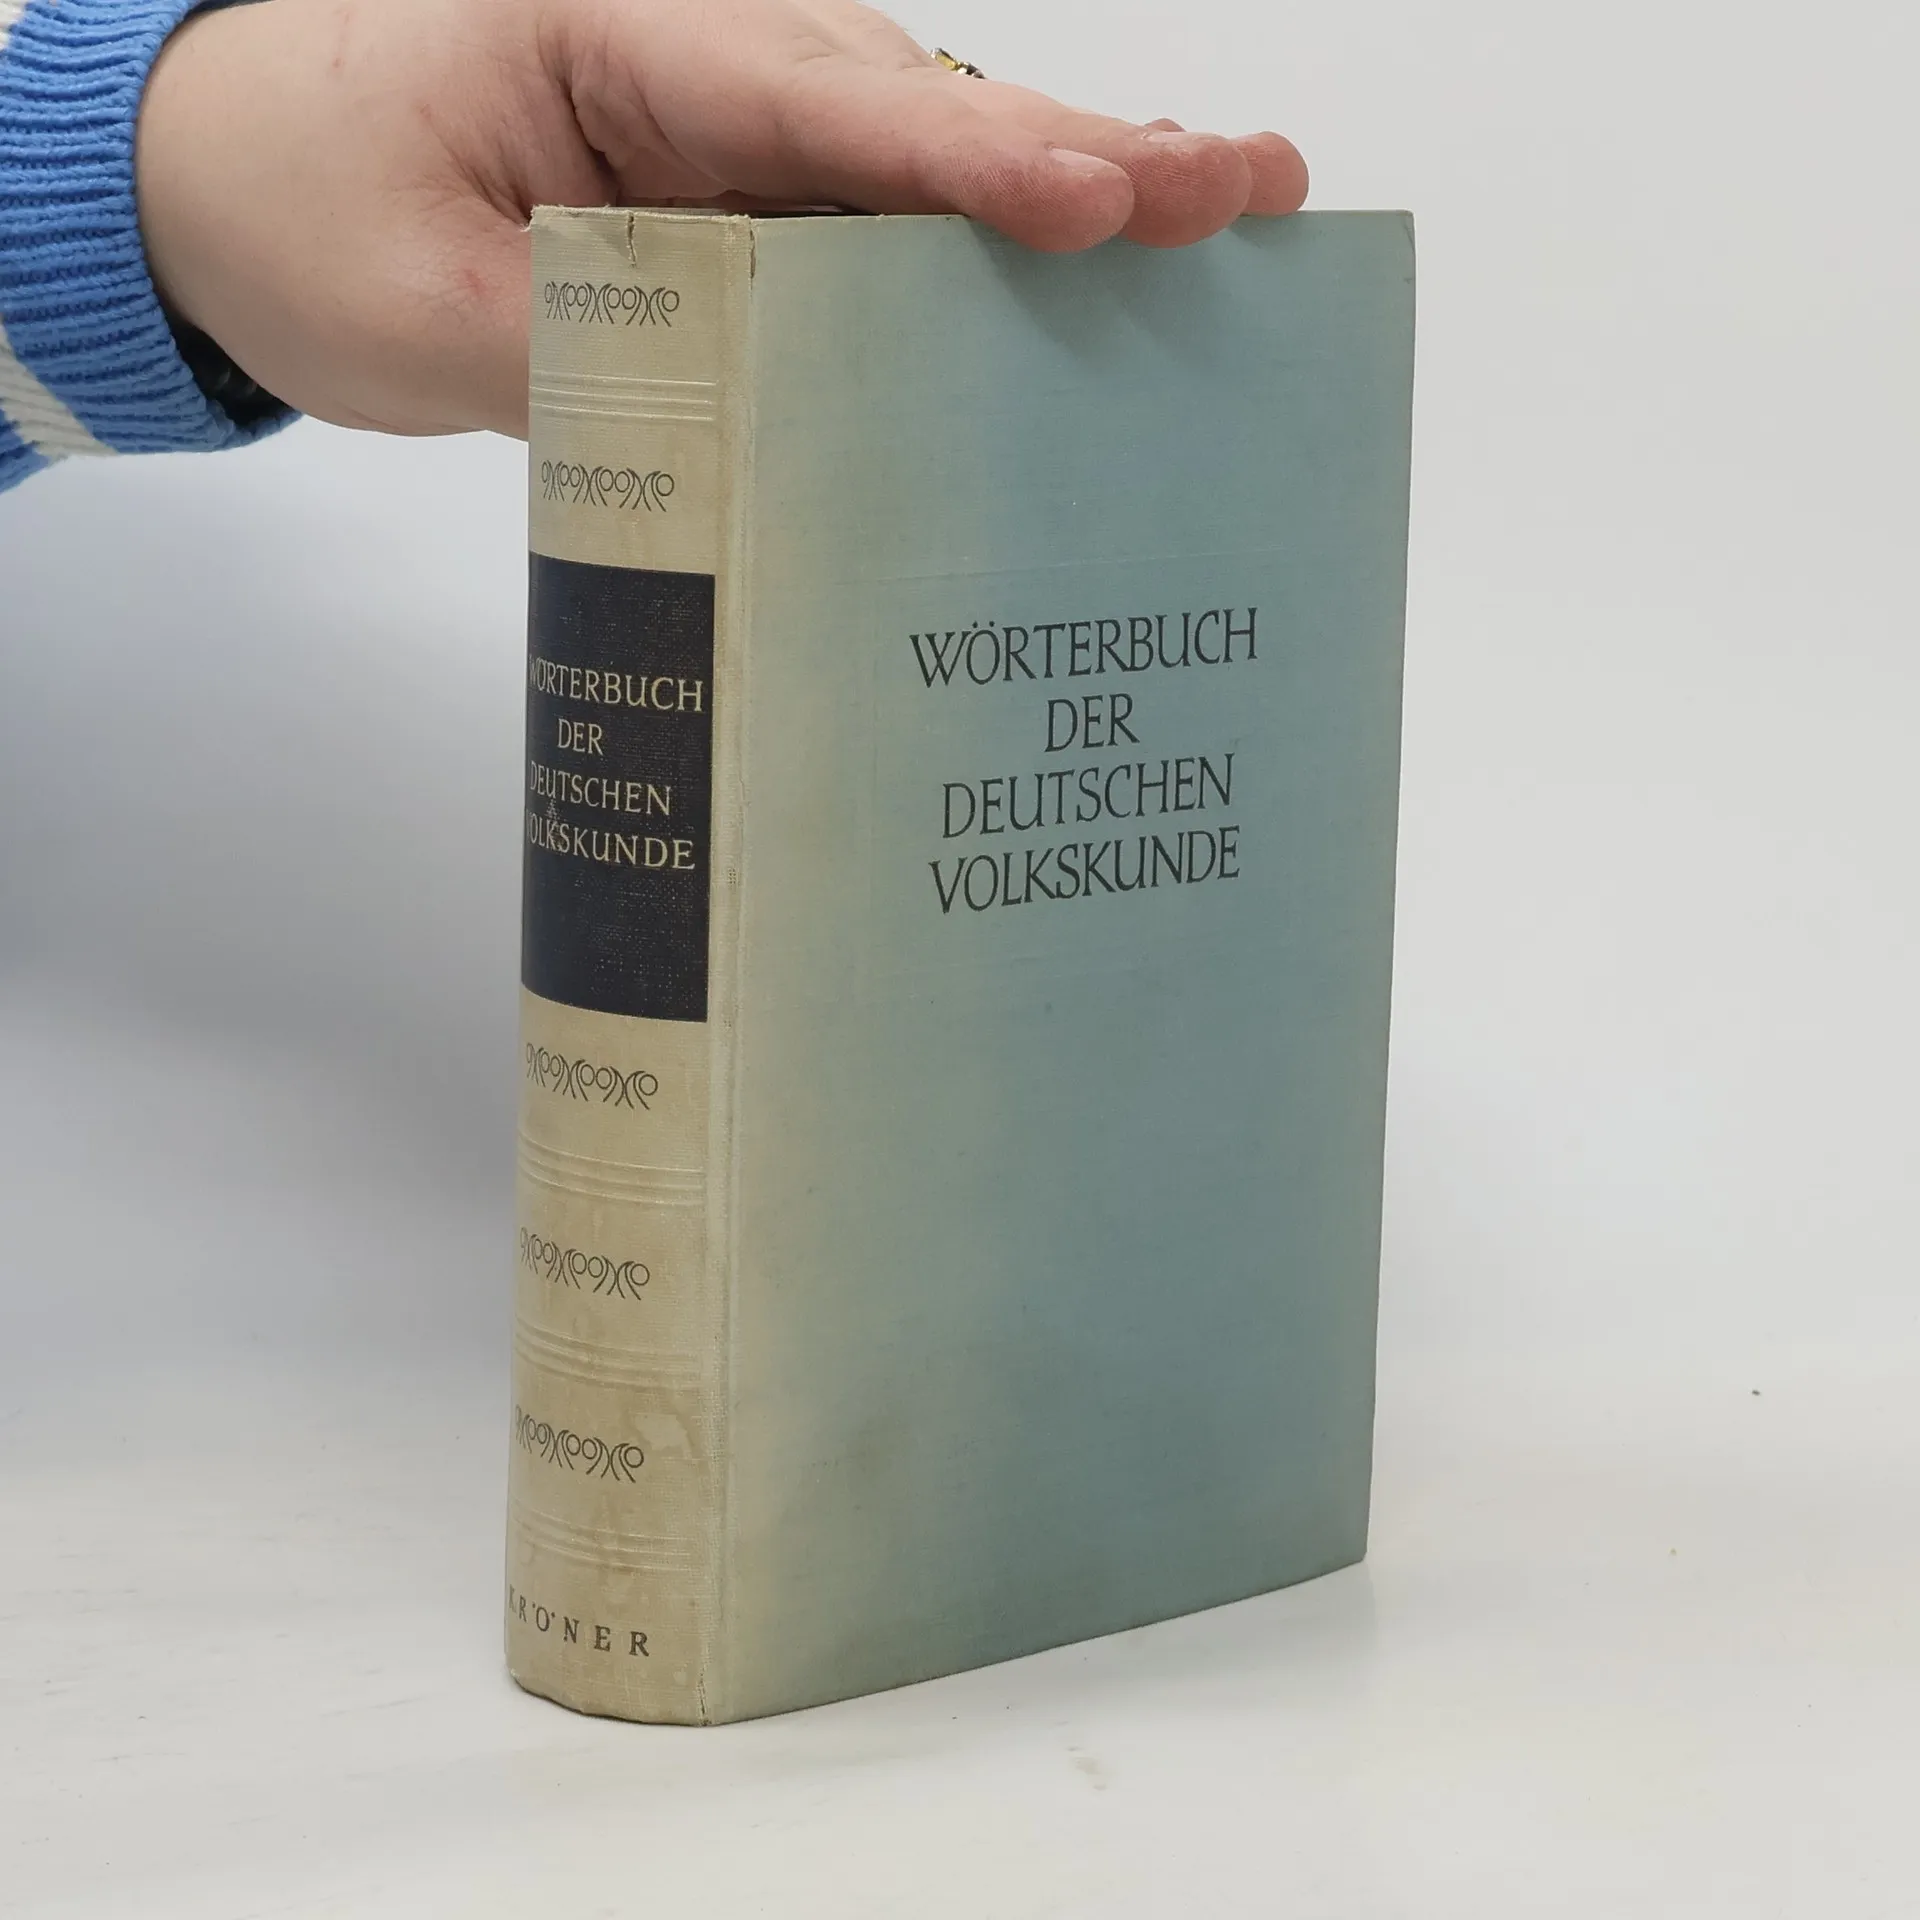 WÖRTERBUCH
DER
DEUTSCHEN
VOLKSKUNDE
KRÖNER
WÖRTERBUCH
DER
DEUTSCHEN
VOLKSKUNDE